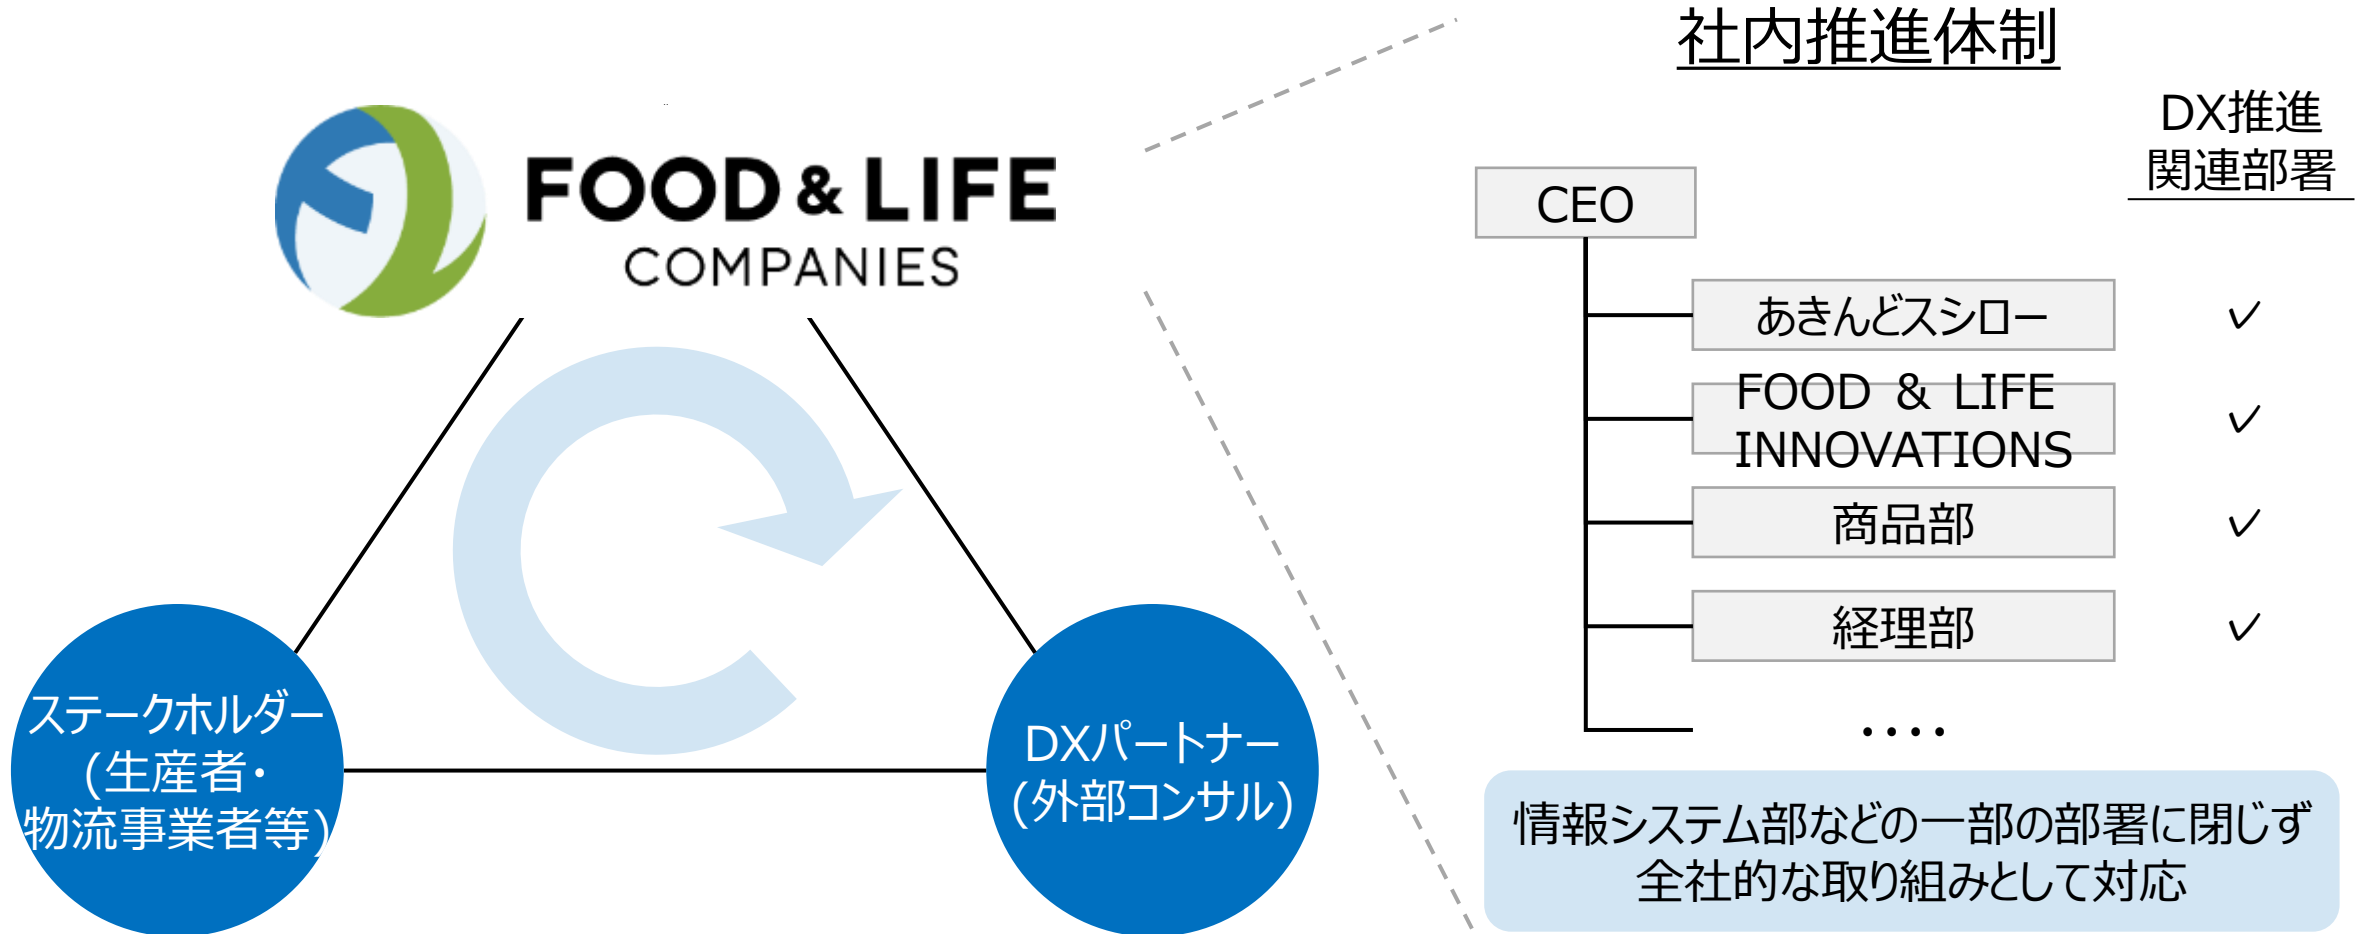 FOOD & LIFE
COMPANIES
ステークホルダー
(生産者・
物流事業者等)
DXパートナー
(外部コンサル)
社内推進体制
DX推進
関連部署
CEO
あきんどスシロー
✓
FOOD & LIFE
INNOVATIONS
✓
商品部
✓
経理部
✓
・・・・
情報システム部などの一部の部署に閉じず
全社的な取り組みとして対応